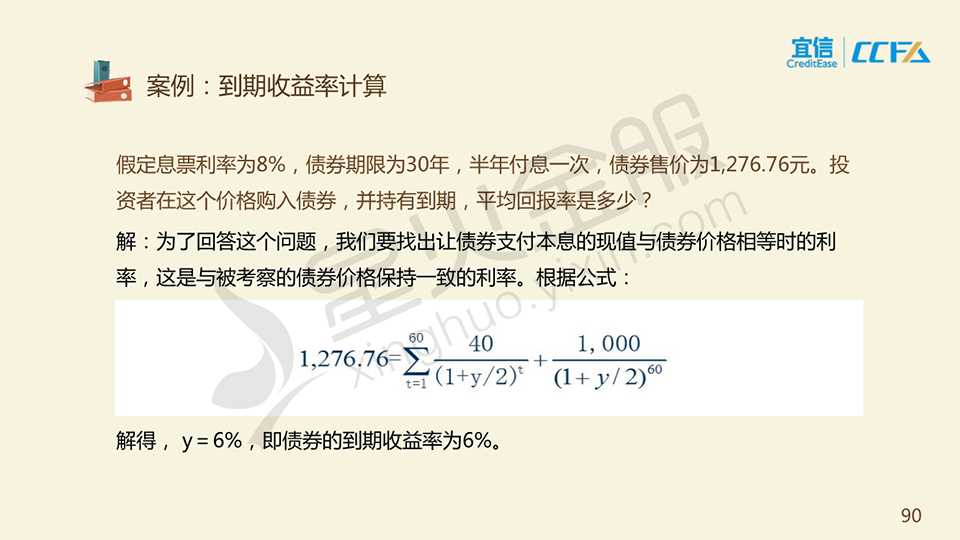 宜信
CreditEase
CCFA
案例：到期收益率计算
假定息票利率为8%，债券期限为30年，半年付息一次，债券售价为1,276.76元。投
资者在这个价格购入债券，并持有到期，平均回报率是多少？
解：为了回答这个问题，我们要找出让债券支付本息的现值与债券价格相等时的利
率，这是与被考察的债券价格保持一致的利率。根据公式：
1,276.76=∑_{t=1}^{60} 40/(1+y/2)^t + 1,000/(1+y/2)^60
解得， y＝6%，即债券的到期收益率为6%。
星火金服
xinghuo.yixin.com
90